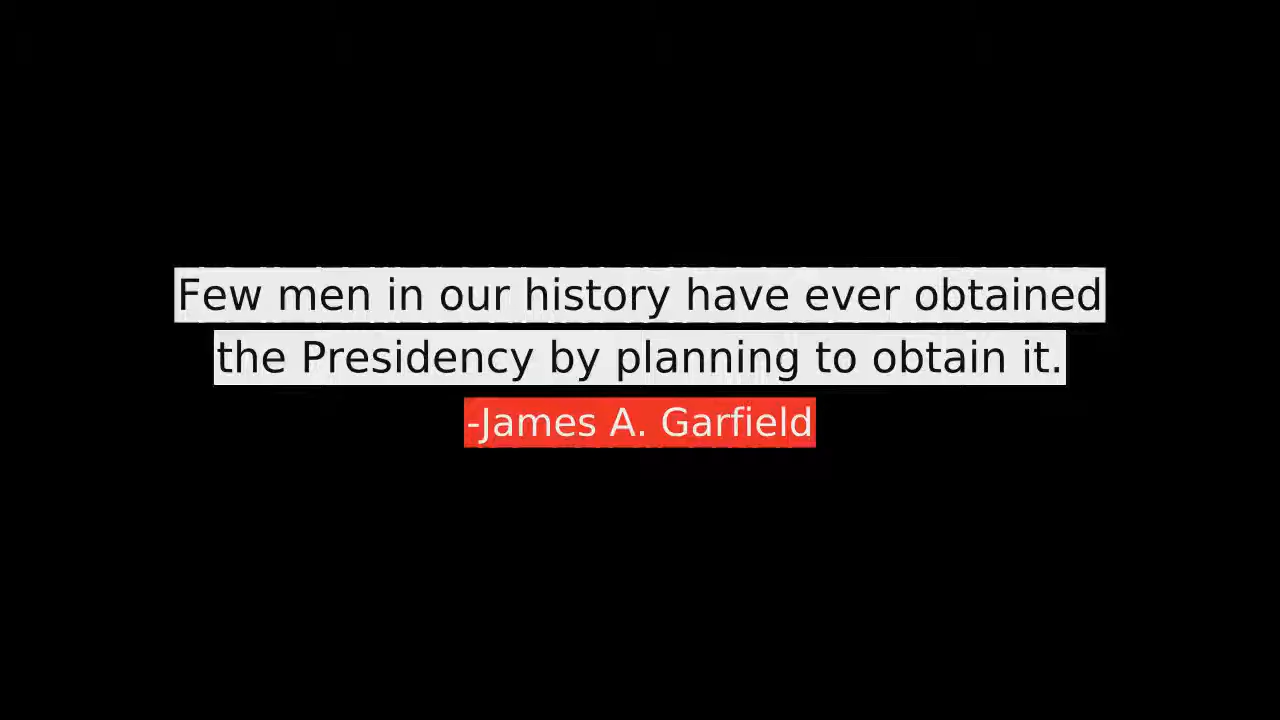 Few men in our history have ever obtained
the Presidency by planning to obtain it.
-James A. Garfield